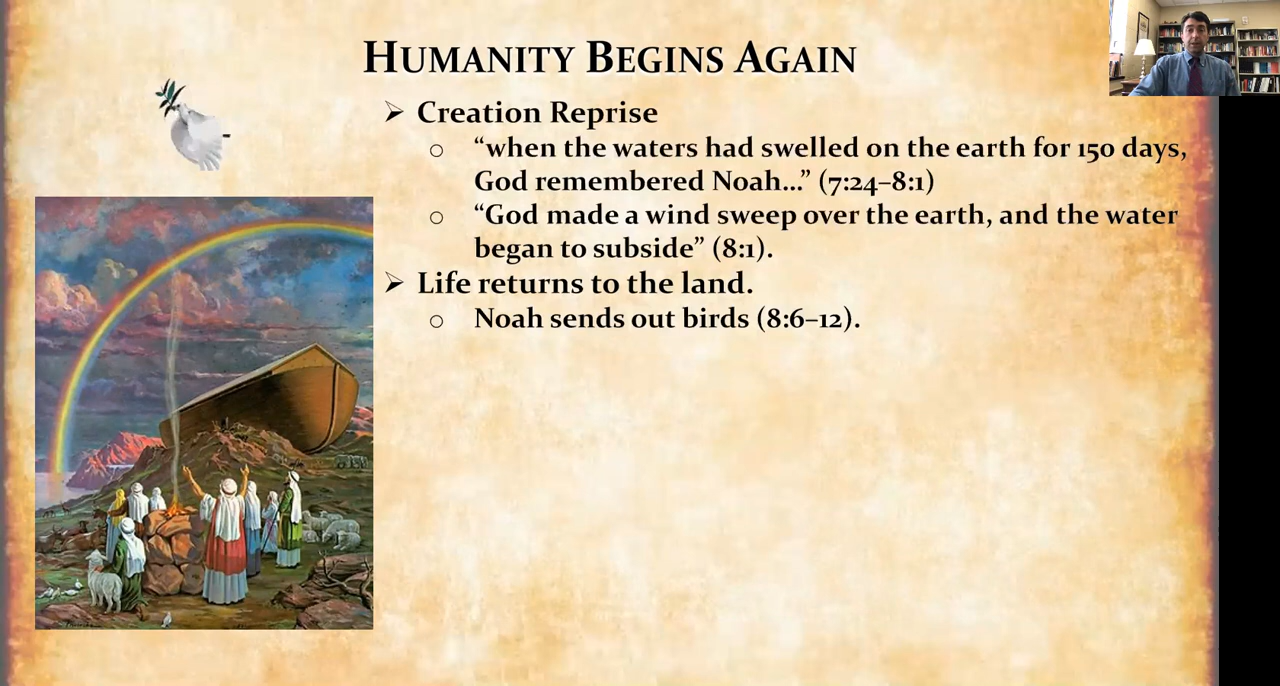 HUMANITY BEGINS AGAIN
➢ Creation Reprise
○ “when the waters had swelled on the earth for 150 days,
God remembered Noah…” (7:24–8:1)
○ “God made a wind sweep over the earth, and the water
began to subside” (8:1).
➢ Life returns to the land.
○ Noah sends out birds (8:6–12).